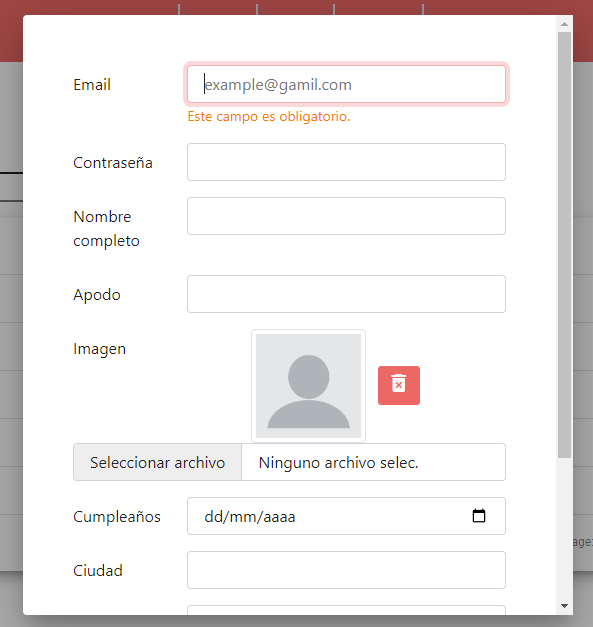 Email
example@gamil.com
Este campo es obligatorio.
Contraseña
Nombre
completo
Apodo
Imagen
Seleccionar archivo Ninguno archivo selec.
Cumpleaños dd/mm/aaaa
Ciudad